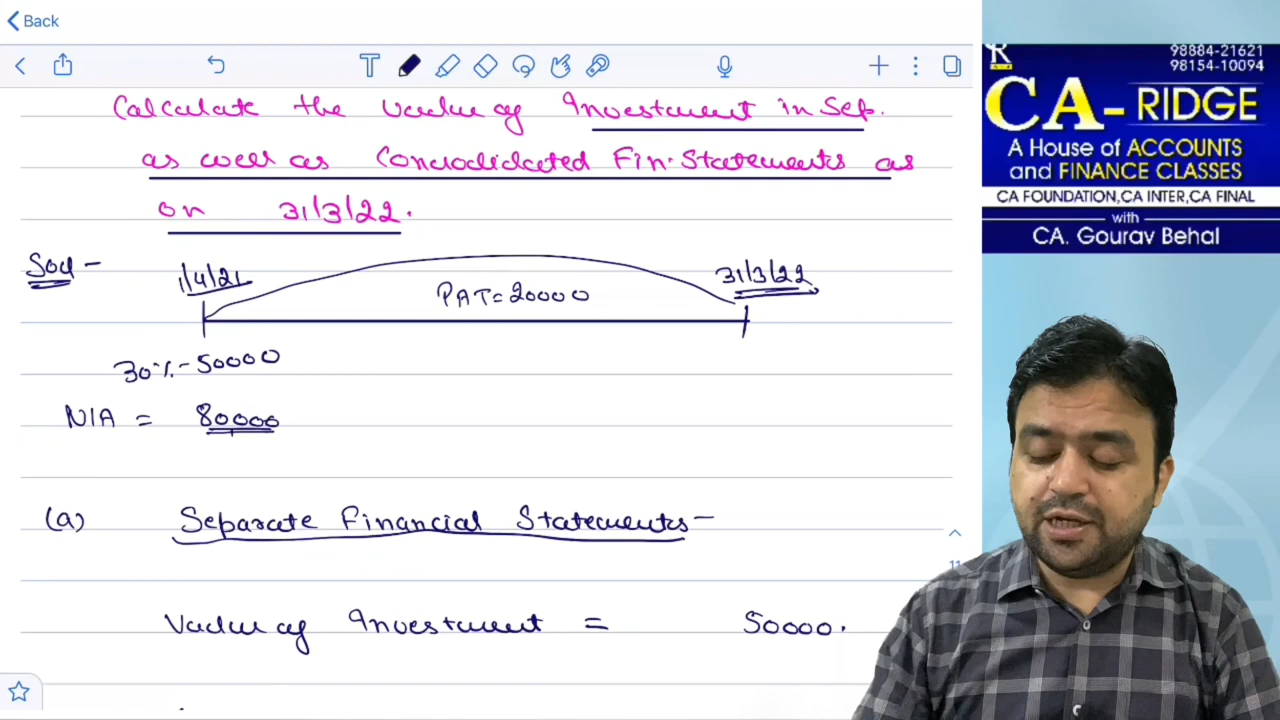 Back
Calculate the value of Investment in Sep.
as well as Consolidated Fin. Statements as
on 31/3/22.
Soln -
1/4/21
31/3/22
PAT = 20000
30% - 50000
N/A = 80000
(a) Separate Financial Statements -
Value of Investment = 50000.
11
R
98884-21621
98154-10094
CA- RIDGE
A House of ACCOUNTS
and FINANCE CLASSES
CA FOUNDATION,CA INTER,CA FINAL
with
CA. Gourav Behal